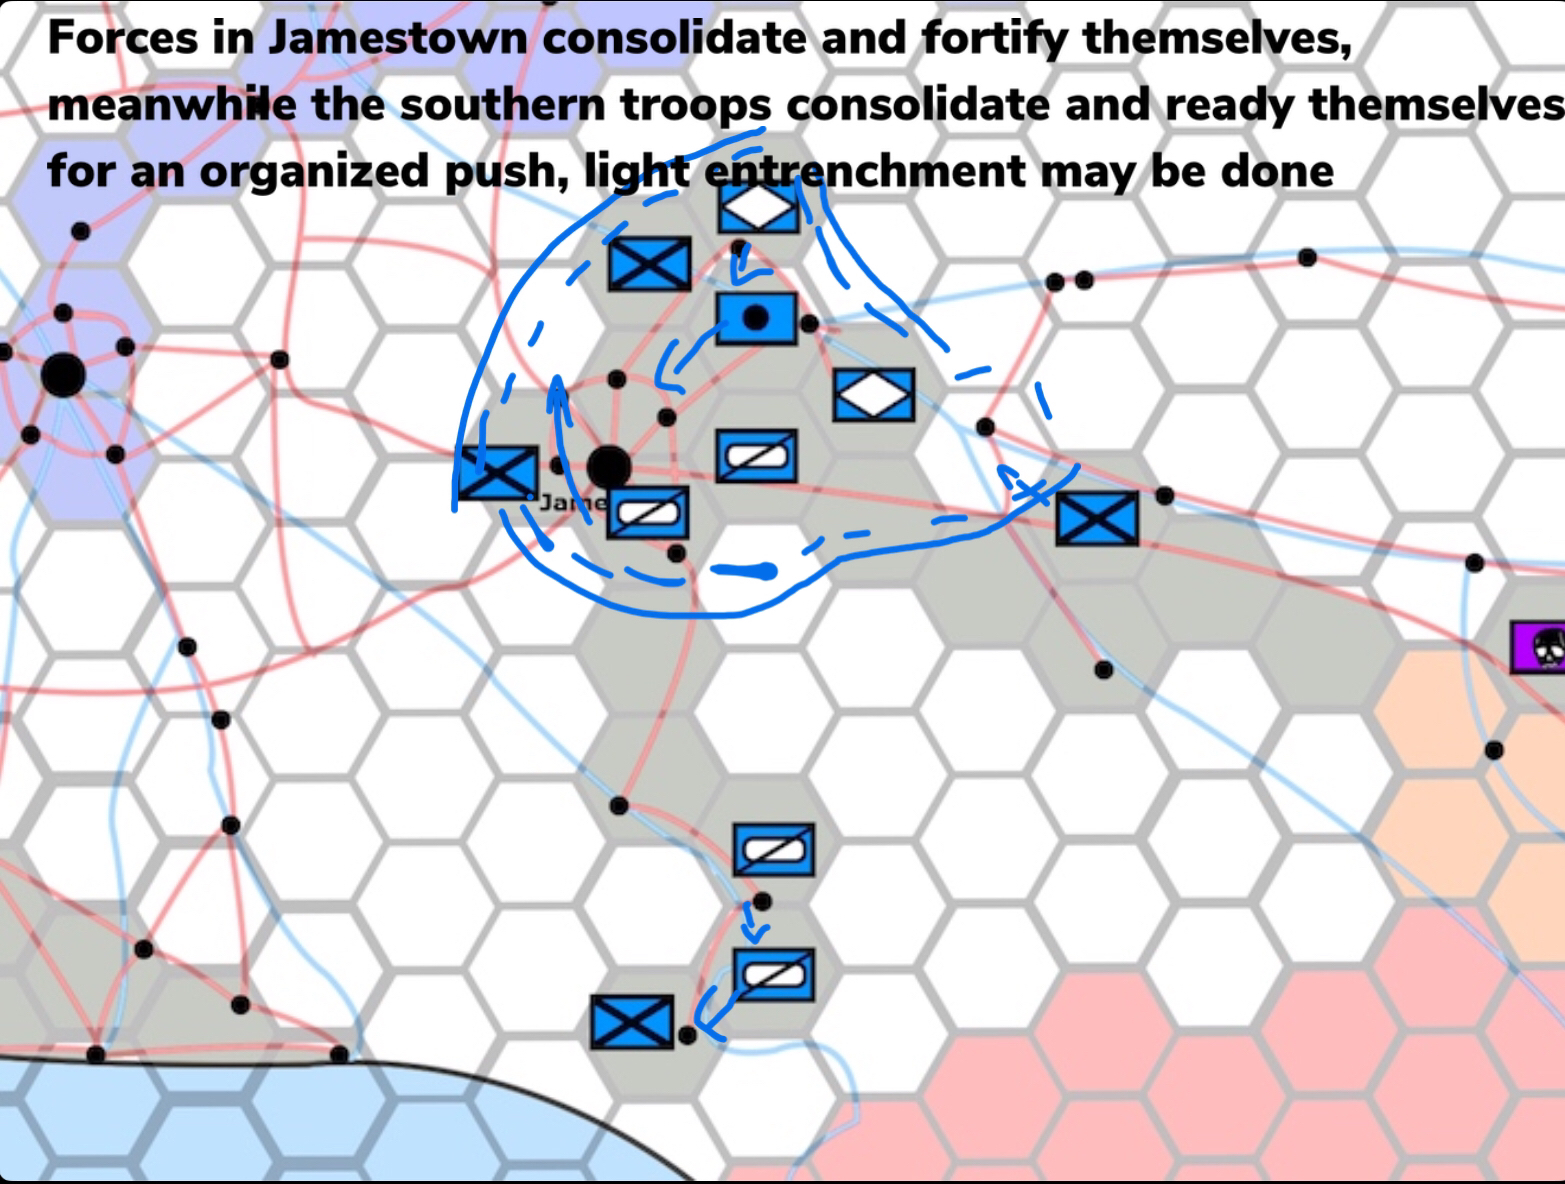 Forces in Jamestown consolidate and fortify themselves,
meanwhile the southern troops consolidate and ready themselves
for an organized push, light entrenchment may be done
Jame